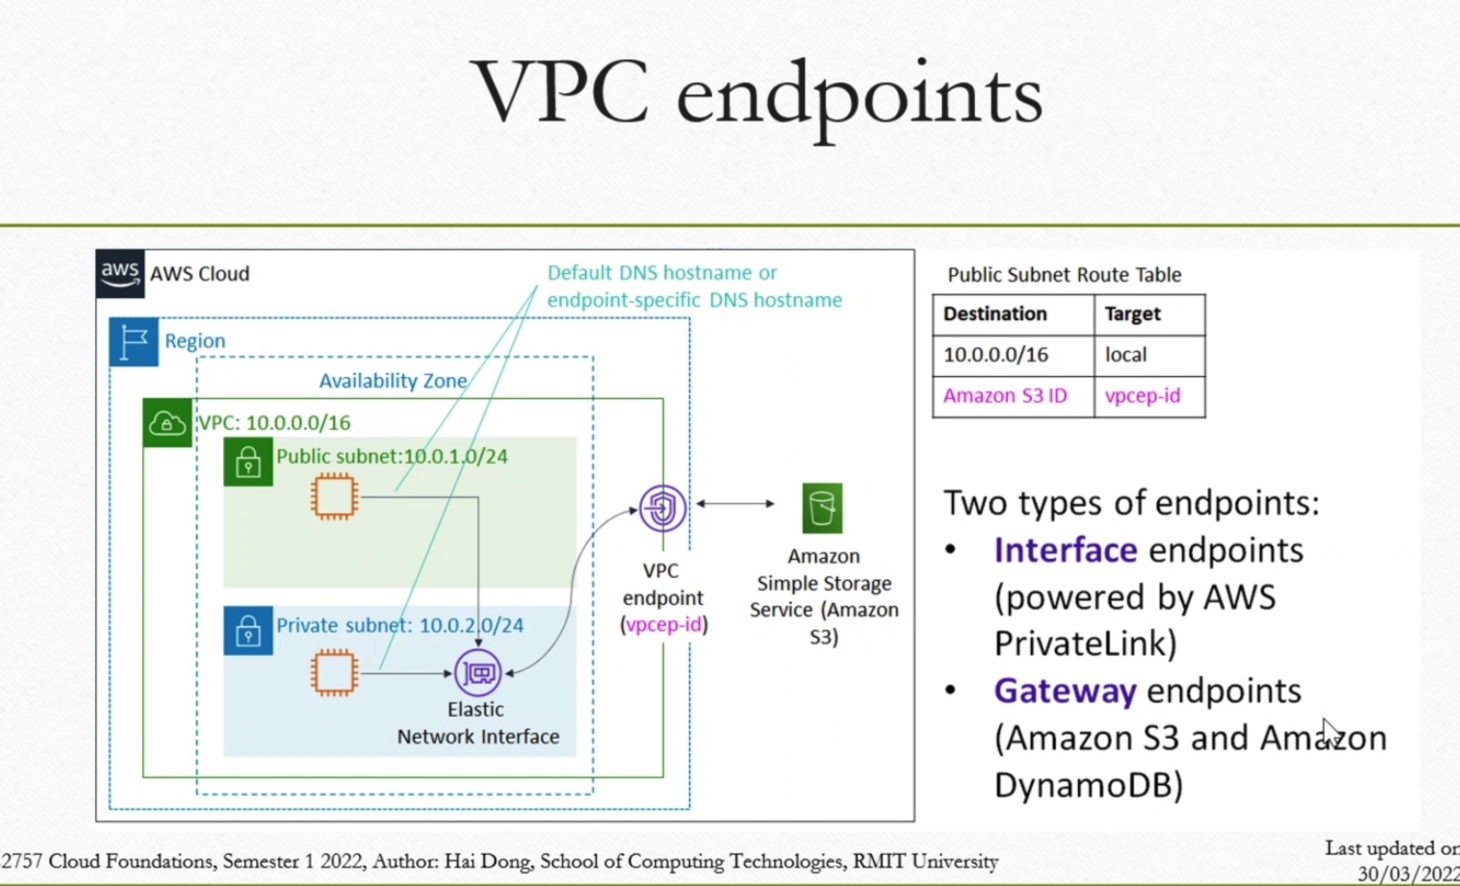 VPC endpoints
aws
AWS Cloud
Default DNS hostname or
endpoint-specific DNS hostname
Region
Availability Zone
VPC: 10.0.0.0/16
Public subnet:10.0.1.0/24
Private subnet: 10.0.2.0/24
Elastic
Network Interface
VPC
endpoint
(vpcep-id)
Amazon
Simple Storage
Service (Amazon
S3)
Public Subnet Route Table
Destination Target
10.0.0.0/16 local
Amazon S3 ID vpcep-id
Two types of endpoints:
• Interface endpoints
(powered by AWS
PrivateLink)
• Gateway endpoints
(Amazon S3 and Amazon
DynamoDB)
2757 Cloud Foundations, Semester 1 2022, Author: Hai Dong, School of Computing Technologies, RMIT University
Last updated on
30/03/2022